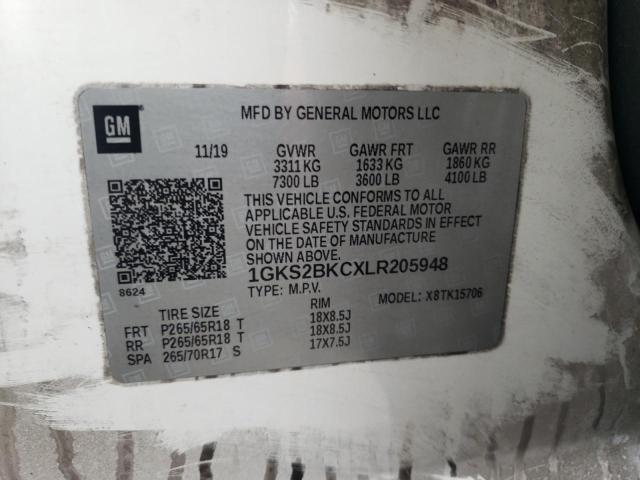 GM
MFD BY GENERAL MOTORS LLC
11/19 GVWR GAWR FRT GAWR RR
3311 KG 1633 KG 1860 KG
7300 LB 3600 LB 4100 LB
THIS VEHICLE CONFORMS TO ALL
APPLICABLE U.S. FEDERAL MOTOR
VEHICLE SAFETY STANDARDS IN EFFECT
ON THE DATE OF MANUFACTURE
SHOWN ABOVE.
8624
1GKS2BKCXLR205948
TYPE: M.P.V. MODEL: X8TK15706
TIRE SIZE RIM
FRT P265/65R18 T 18X8.5J
RR P265/65R18 T 18X8.5J
SPA 265/70R17 S 17X7.5J